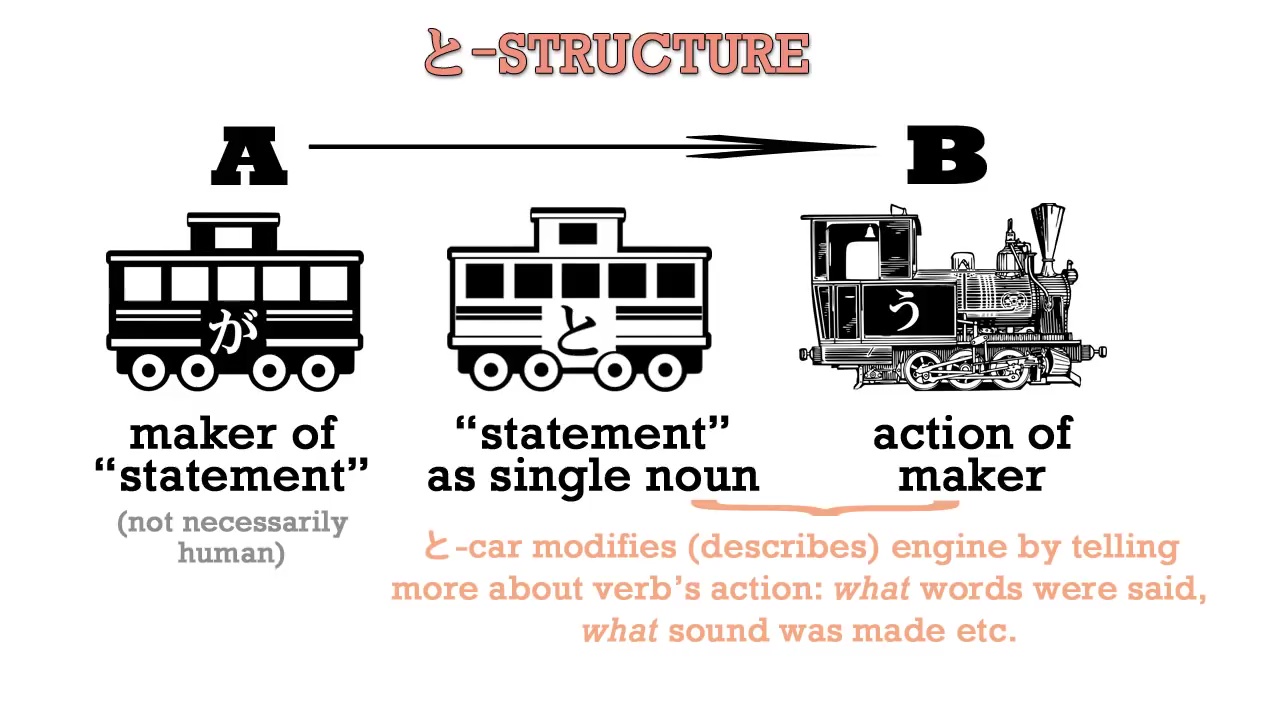 と-STRUCTURE
A
B
が
と
う
maker of
“statement”
(not necessarily
human)
“statement”
as single noun
action of
maker
と-car modifies (describes) engine by telling
more about verb’s action: what words were said,
what sound was made etc.